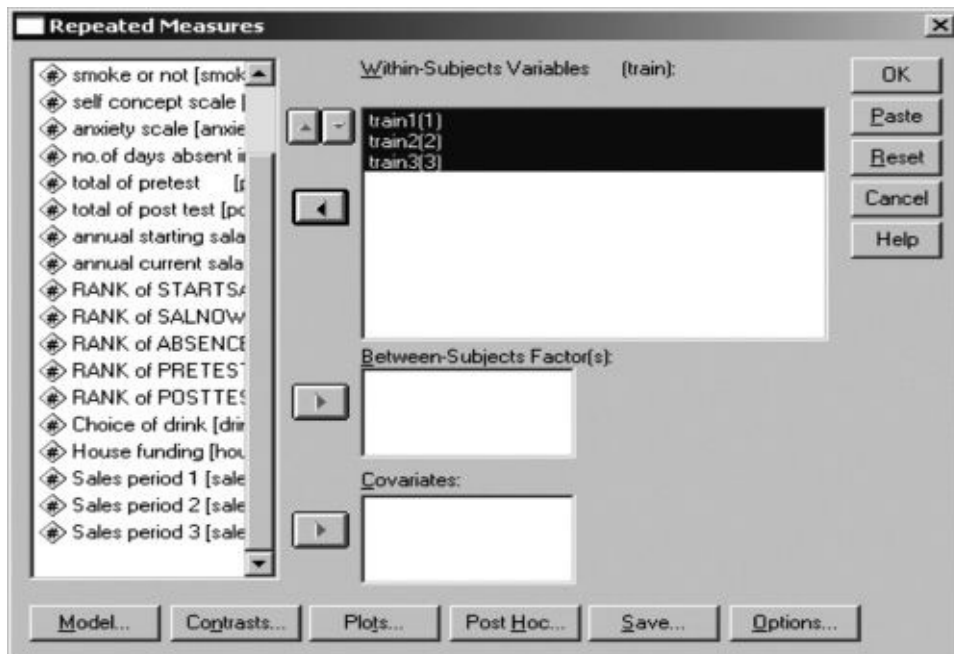 Repeated Measures
smoke or not [smok
self concept scale [
anxiety scale [anxie
no.of days absent i
total of pretest [p
total of post test [po
annual starting sala
annual current sala
RANK of STARTSA
RANK of SALNOW
RANK of ABSENCE
RANK of PRETEST
RANK of POSTTES
Choice of drink [drin
House funding [hou
Sales period 1 [sale
Sales period 2 [sale
Sales period 3 [sale
Within-Subjects Variables (train):
train1(1)
train2(2)
train3(3)
Between-Subjects Factor(s):
Covariates:
OK
Paste
Reset
Cancel
Help
Model... Contrasts... Plots... Post Hoc... Save... Options...